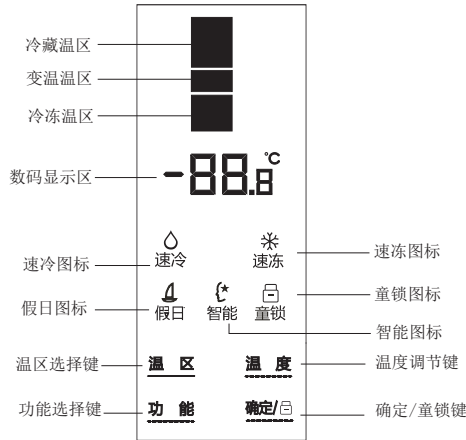 冷藏温区
变温温区
冷冻温区
数码显示区
-88.8℃
速冷
速冻
速冷图标
速冻图标
假日图标
假日
智能
童锁
童锁图标
智能图标
温区选择键
温 区
温 度
温度调节键
功能选择键
功 能
确定/
确定/童锁键